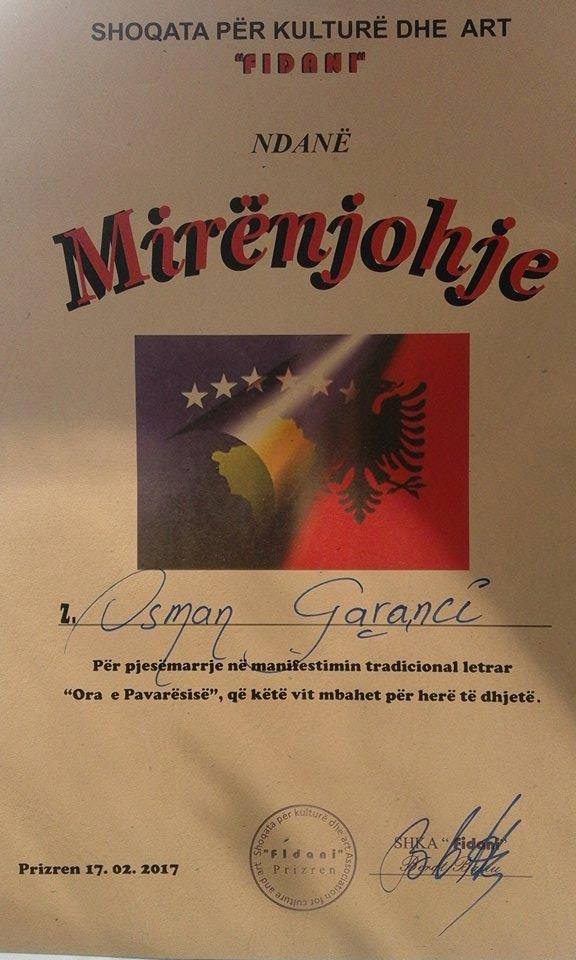 SHOQATA PËR KULTURË DHE ART
"FIDANI"
NDANË
Mirënjohje
Z. Osman Garanci
Për pjesëmarrje në manifestimin tradicional letrar
"Ora e Pavarësisë", që këtë vit mbahet për herë të dhjetë.
Shoqata për kulturë dhe art
"FIdani"
Prizren
Association for culture and art
SHKA "Fidani"
Prizren 17. 02. 2017